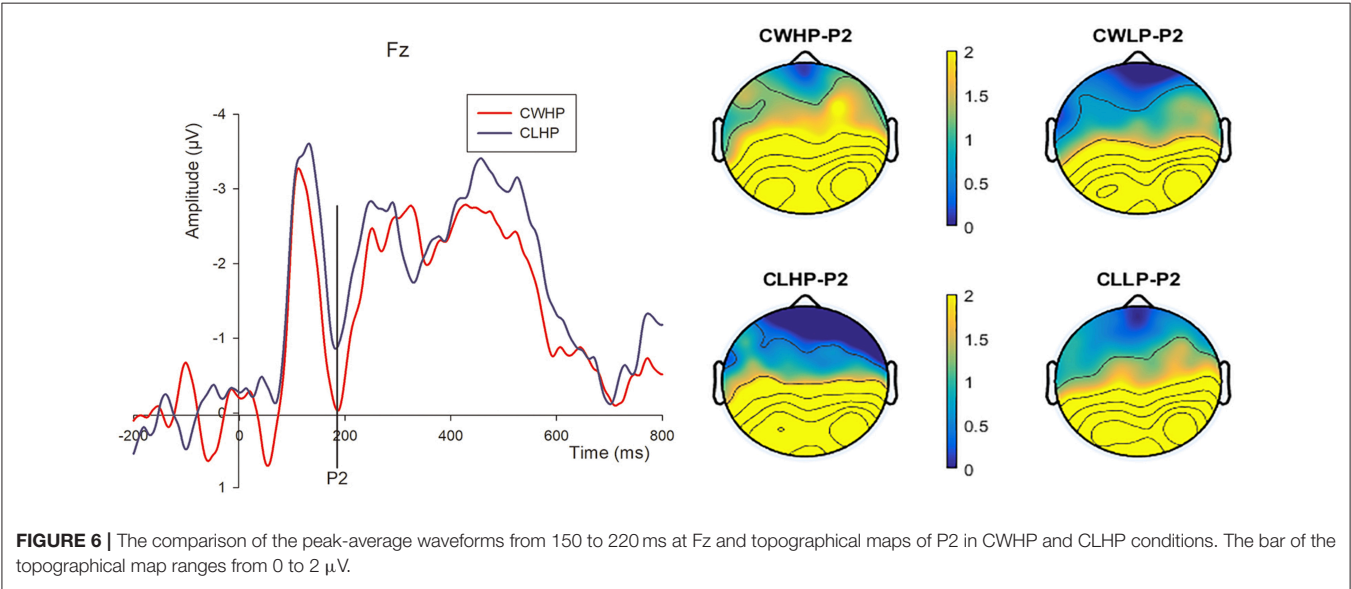 Fz
-4
-3
-2
-1
0
1
Amplitude (μV)
CWHP
CLHP
-200
0
200
400
600
800
Time (ms)
P2
CWHP-P2
CWLP-P2
2
1.5
1
0.5
0
CLHP-P2
CLLP-P2
2
1.5
1
0.5
0
FIGURE 6 | The comparison of the peak-average waveforms from 150 to 220 ms at Fz and topographical maps of P2 in CWHP and CLHP conditions. The bar of the
topographical map ranges from 0 to 2 μV.